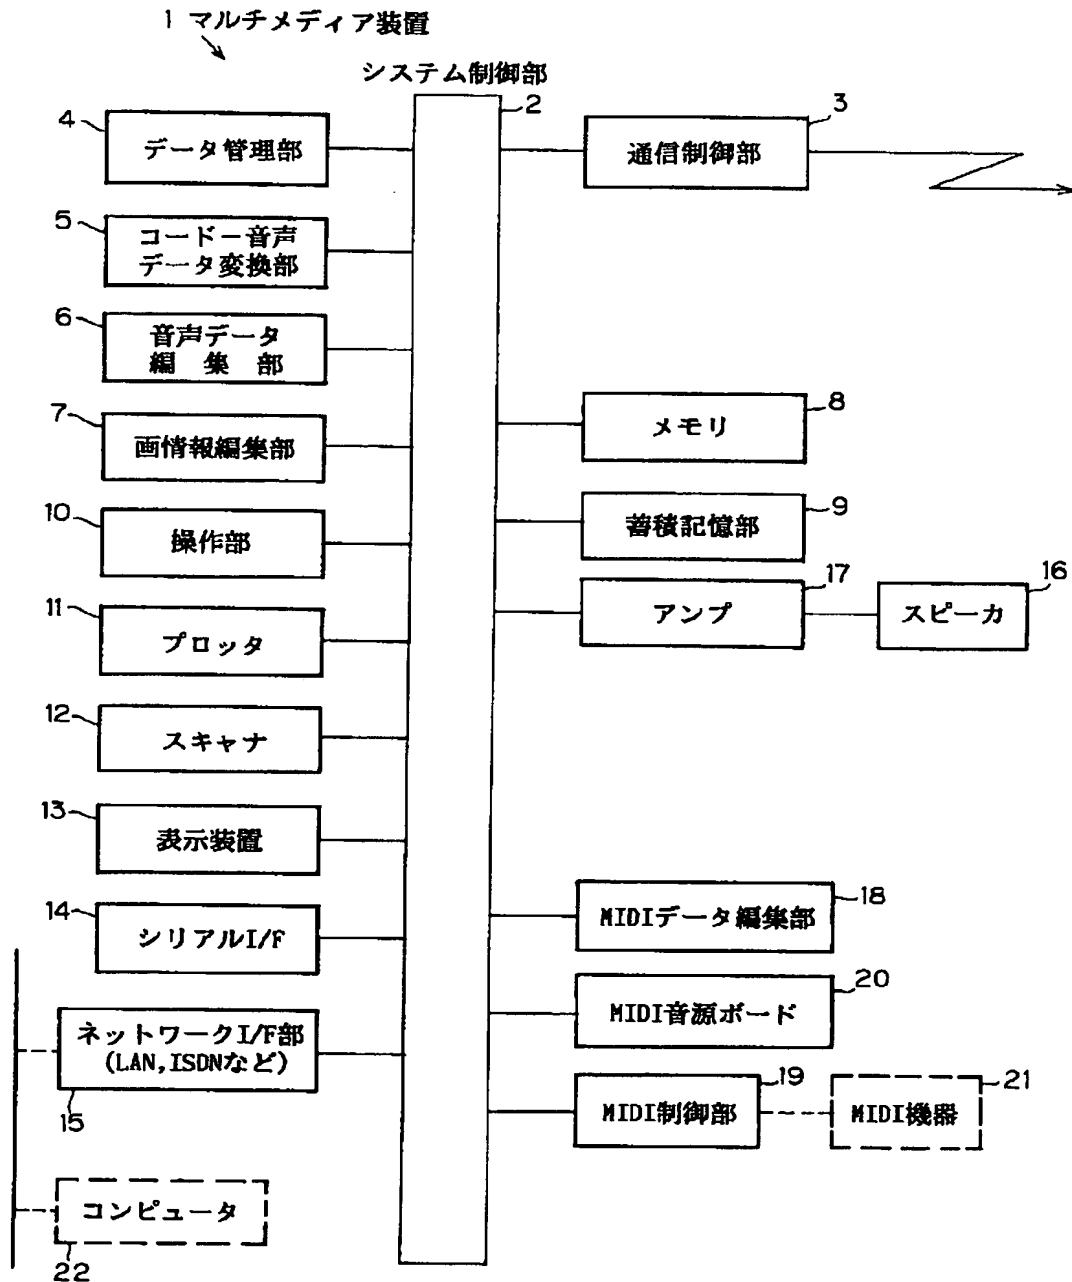 1 マルチメディア装置
システム制御部
2
4
データ管理部
3
通信制御部
5
コード－音声
データ変換部
6
音声データ
編集部
7
画情報編集部
8
メモリ
10
操作部
9
蓄積記憶部
11
プロッタ
17
アンプ
16
スピーカ
12
スキャナ
13
表示装置
14
シリアルI/F
18
MIDIデータ編集部
ネットワークI/F部
(LAN,ISDNなど)
15
20
MIDI音源ボード
19
MIDI制御部
21
MIDI機器
コンピュータ
22